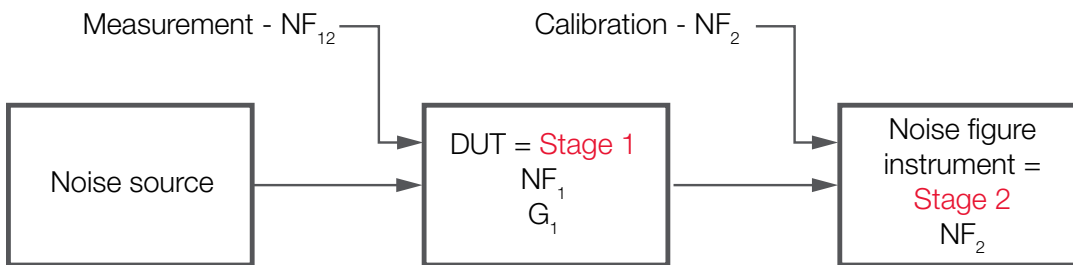 Measurement - NF₁₂
Calibration - NF₂
Noise source
DUT = Stage 1
NF₁
G₁
Noise figure
instrument =
Stage 2
NF₂